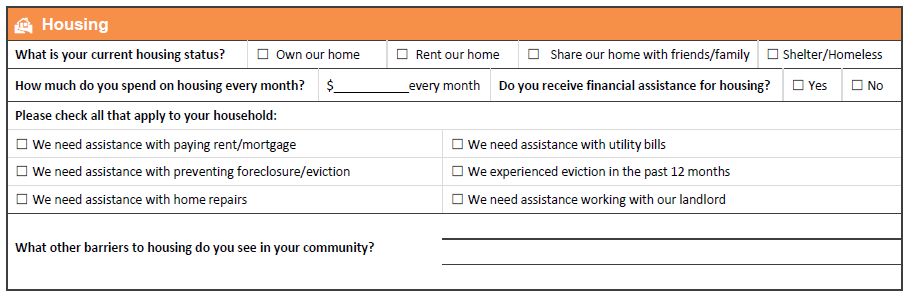 Housing
What is your current housing status? ☐ Own our home ☐ Rent our home ☐ Share our home with friends/family ☐ Shelter/Homeless
How much do you spend on housing every month? $___________every month Do you receive financial assistance for housing? ☐ Yes ☐ No
Please check all that apply to your household:
☐ We need assistance with paying rent/mortgage ☐ We need assistance with utility bills
☐ We need assistance with preventing foreclosure/eviction ☐ We experienced eviction in the past 12 months
☐ We need assistance with home repairs ☐ We need assistance working with our landlord
What other barriers to housing do you see in your community?